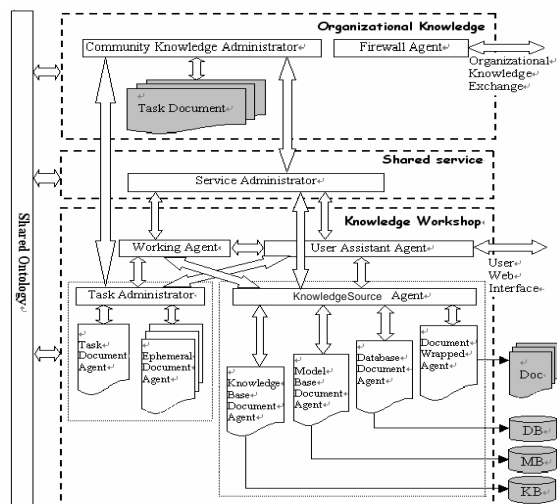 Organizational Knowledge
Community Knowledge Administrator
Firewall Agent
Organizational
Knowledge
Exchange
Task Document
Shared service
Service Administrator
Shared Ontology
Knowledge Workshop
Working Agent
User Assistant Agent
User
Web
Interface
Task Administrator
KnowledgeSource Agent
Task
Document
Agent
Ephemeral
Document
Agent
Knowledge
Base
Document
Agent
Model
Base
Document
Agent
Database
Document
Agent
Document
Wrapped
Agent
Doc
DB
MB
KB